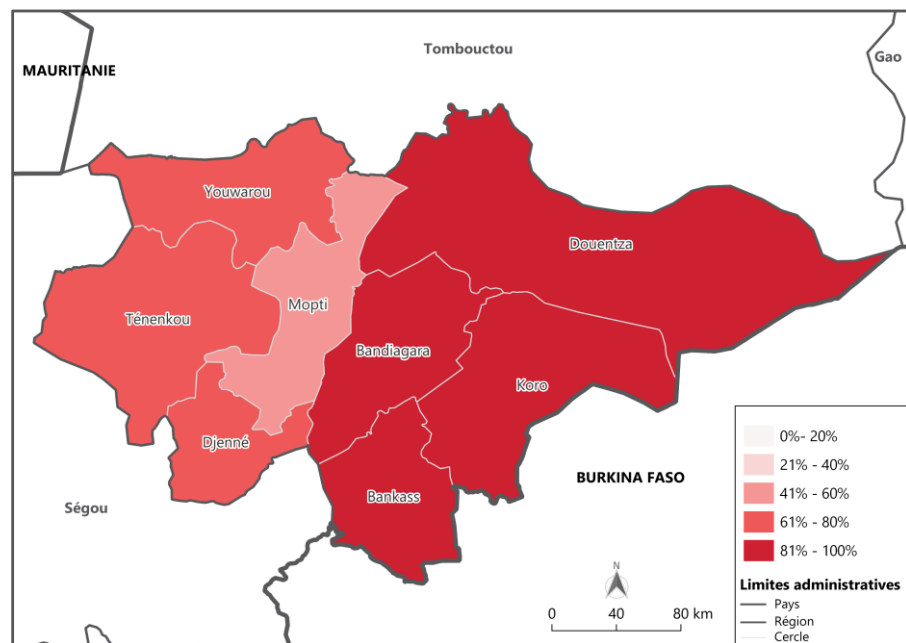 Tombouctou
Gao
MAURITANIE
Youwarou
Douentza
Mopti
Ténenkou
Bandiagara
Koro
Djenné
Bankass
BURKINA FASO
Ségou
0%- 20%
21% - 40%
41% - 60%
61% - 80%
81% - 100%
Limites administratives
Pays
Région
Cercle
N
0 40 80 km